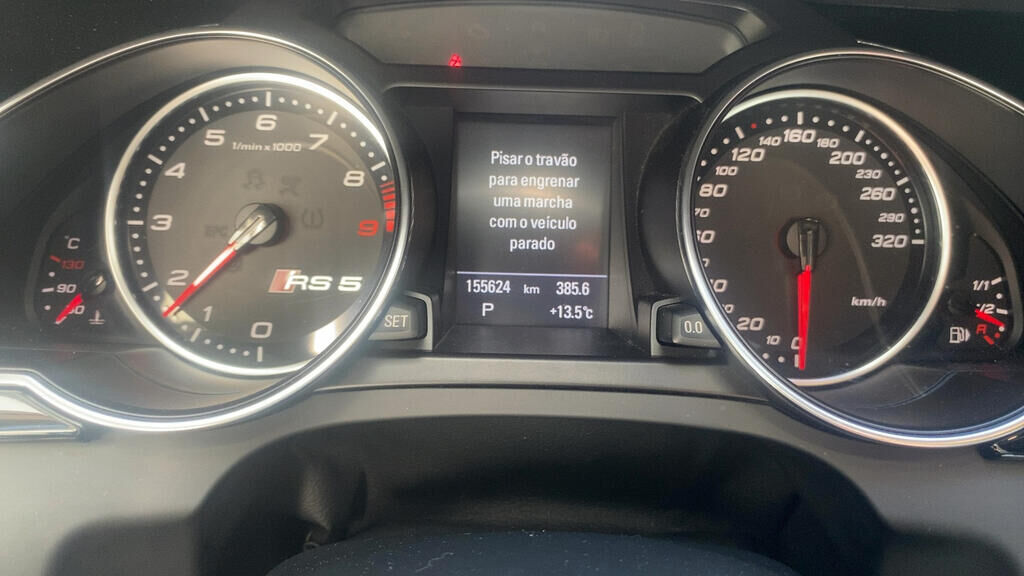 Pisar o travão
para engrenar
uma marcha
com o veículo
parado
155624 km 385.6
P +13.5°C
0 1 2 3 4 5 6 7 8 9
1/min x 1000
RS 5
°C
130
90
SET
0.0
0 10 20 80 100 120 140 160 180 200 230 260 290 320
km/h
1/1
1/2
R